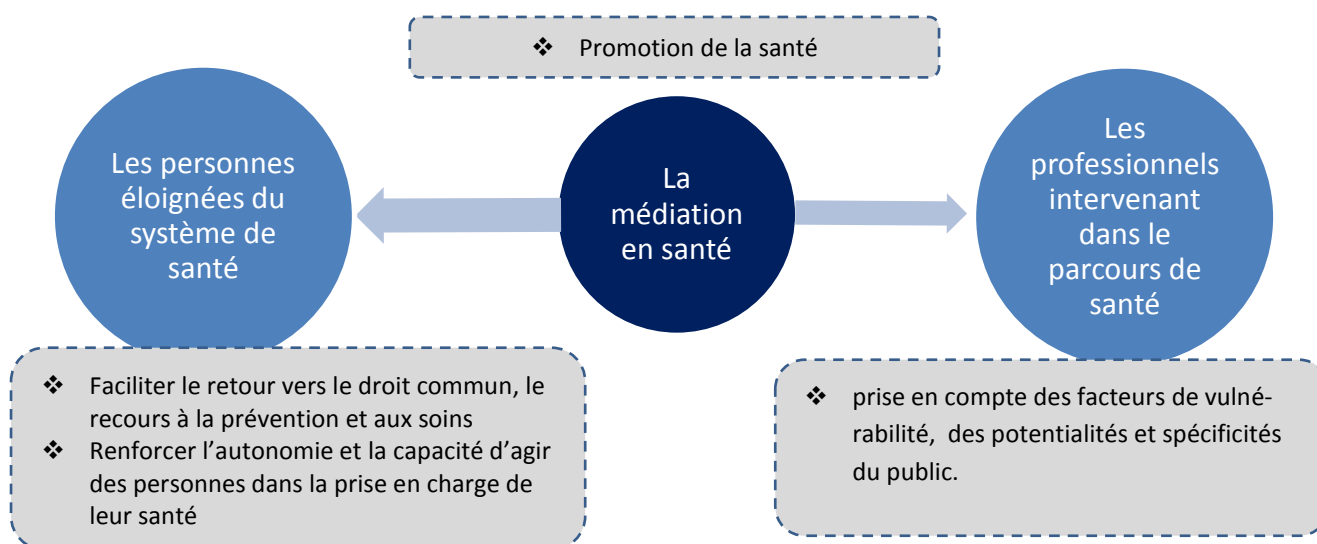 ❖ Promotion de la santé
Les personnes
éloignées du
système de
santé
La
médiation
en santé
Les
professionnels
intervenant
dans le
parcours de
santé
❖ Faciliter le retour vers le droit commun, le
recours à la prévention et aux soins
❖ Renforcer l’autonomie et la capacité d’agir
des personnes dans la prise en charge de
leur santé
❖ prise en compte des facteurs de vulné-
rabilité, des potentialités et spécificités
du public.